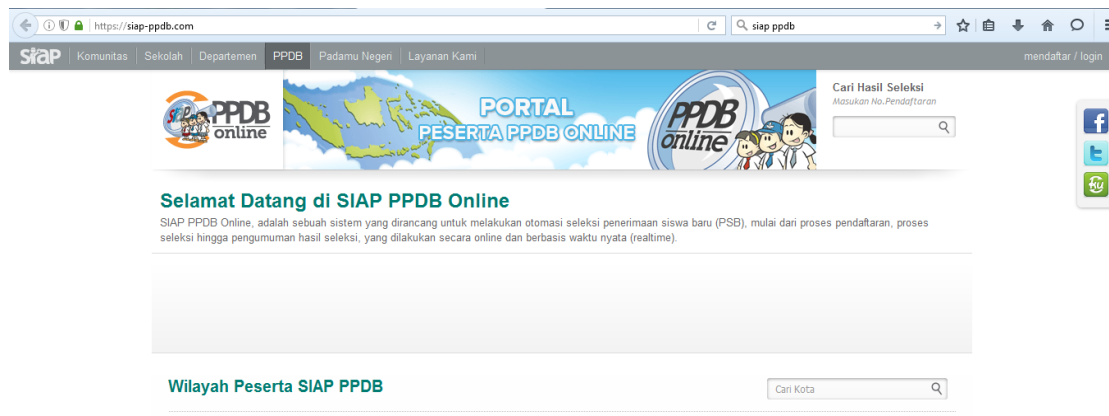 https://siap-ppdb.com
siap ppdb
siap Komunitas Sekolah Departemen PPDB Padamu Negeri Layanan Kami mendaftar / login
SIAP PPDB
online
PORTAL
PESERTA PPDB ONLINE
PPDB
online
Cari Hasil Seleksi
Masukan No.Pendaftaran
Selamat Datang di SIAP PPDB Online
SIAP PPDB Online, adalah sebuah sistem yang dirancang untuk melakukan otomasi seleksi penerimaan siswa baru (PSB), mulai dari proses pendaftaran, proses
seleksi hingga pengumuman hasil seleksi, yang dilakukan secara online dan berbasis waktu nyata (realtime).
Wilayah Peserta SIAP PPDB
Cari Kota